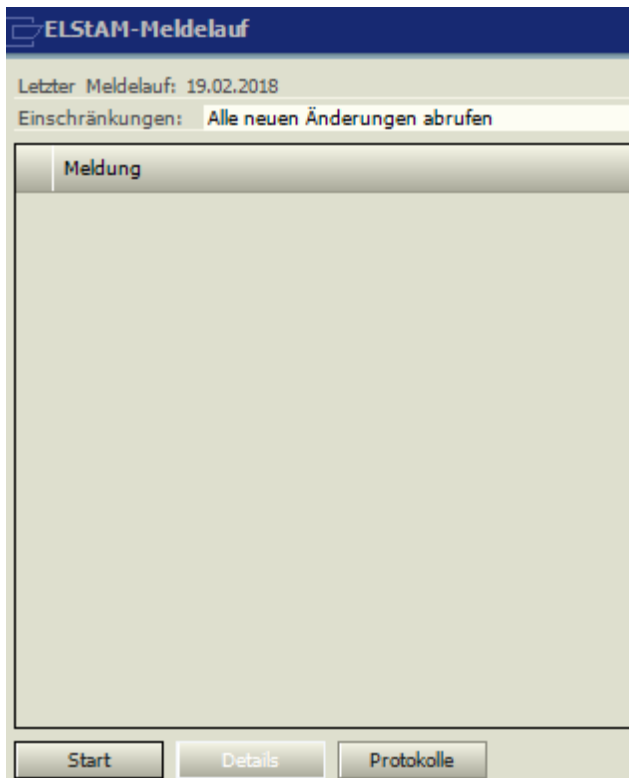 ELStAM-Meldelauf
Letzter Meldelauf: 19.02.2018
Einschränkungen: Alle neuen Änderungen abrufen
Meldung
Start Details Protokolle